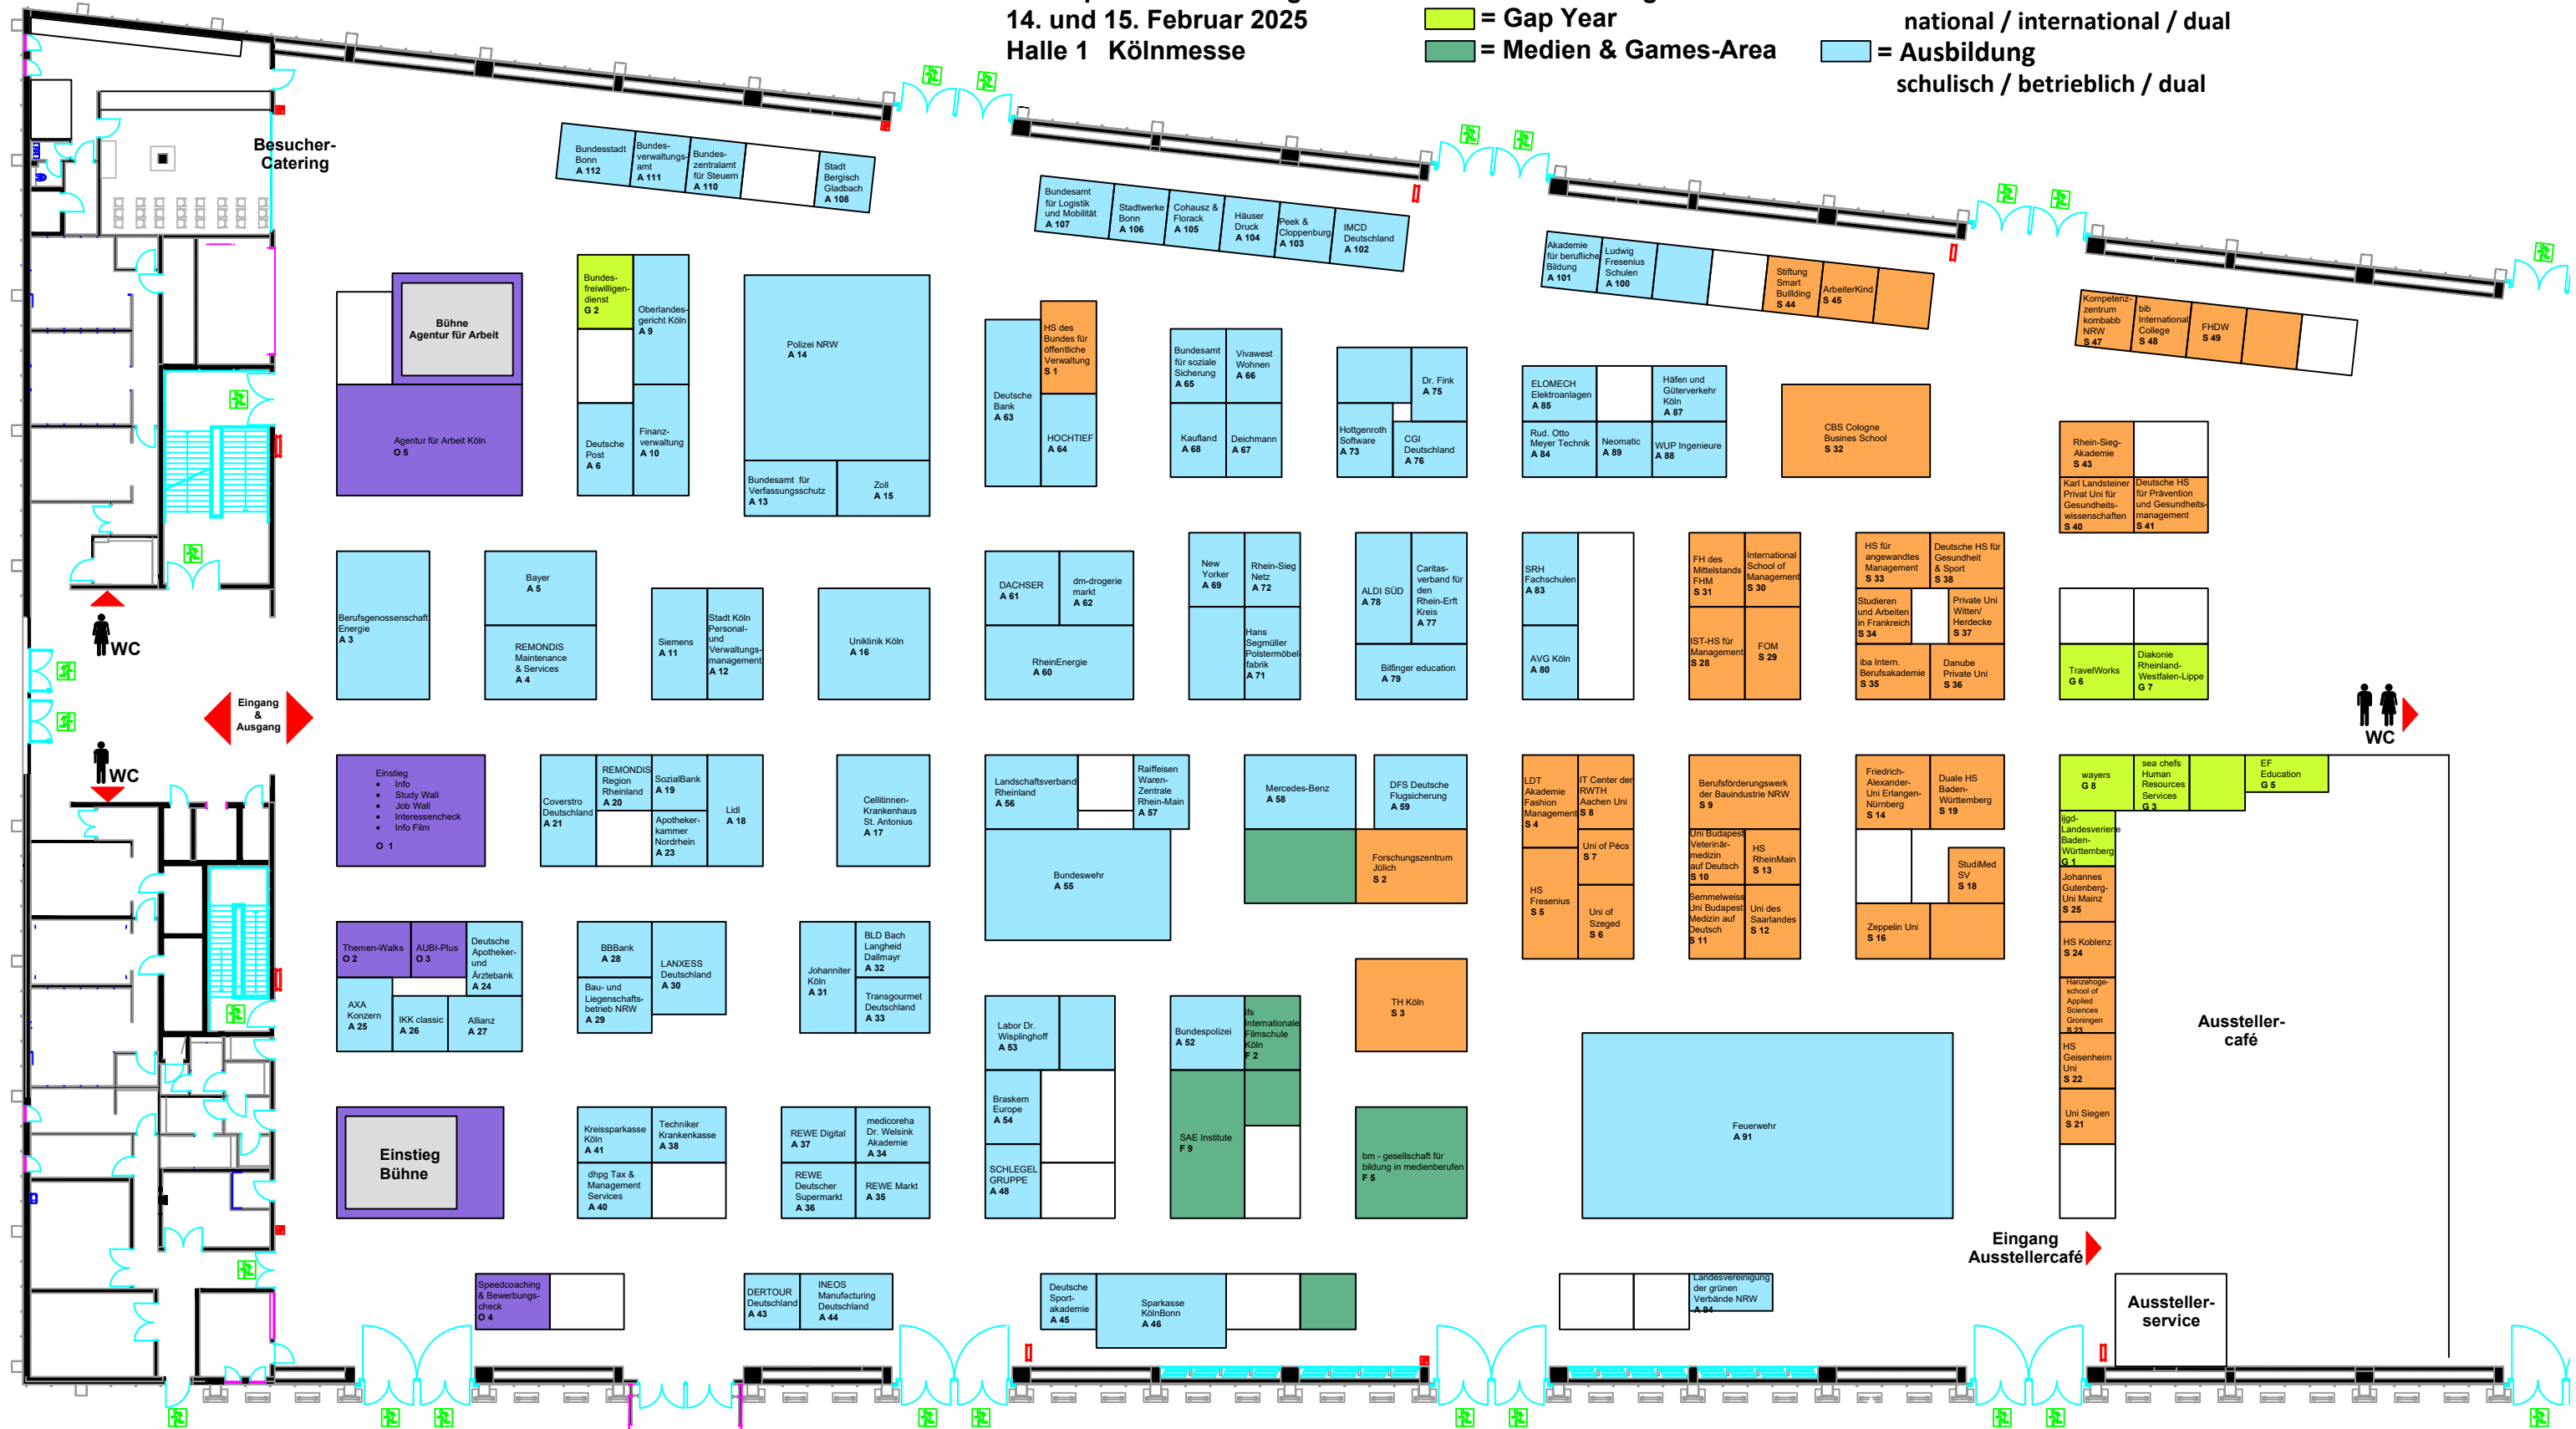 14. und 15. Februar 2025
Halle 1 Kölnmesse
= Gap Year
= Medien & Games-Area
national / international / dual
= Ausbildung
schulisch / betrieblich / dual
Besucher-
Catering
Bundesstadt
Bonn
A 112
Bundes-
verwaltungs-
amt
A 111
Bundes-
zentralamt
für Steuern
A 110
Stadt
Bergisch
Gladbach
A 108
Bundesamt
für Logistik
und Mobilität
A 107
Stadtwerke
Bonn
A 106
Cohausz &
Florack
A 105
Häuser
Druck
A 104
Peek &
Cloppenburg
A 103
IMCD
Deutschland
A 102
Akademie
für berufliche
Bildung
A 101
Ludwig
Fresenius
Schulen
A 100
Stiftung
Smart
Buillding
S 44
ArbeiterKind
S 45
Kompetenz-
zentrum
kombabb
NRW
S 47
bib
International
College
S 48
FHDW
S 49
Bühne
Agentur für Arbeit
Agentur für Arbeit Köln
O 5
Bundes-
freiwilligen-
dienst
G 2
Oberlandes-
gericht Köln
A 9
Deutsche
Post
A 6
Finanz-
verwaltung
A 10
Polizei NRW
A 14
Bundesamt für
Verfassungsschutz
A 13
Zoll
A 15
Deutsche
Bank
A 63
HS des
Bundes für
öffentliche
Verwaltung
S 1
HOCHTIEF
A 64
Bundesamt
für soziale
Sicherung
A 65
Vivawest
Wohnen
A 66
Kaufland
A 68
Deichmann
A 67
Dr. Fink
A 75
Hottgenroth
Software
A 73
CGI
Deutschland
A 76
ELOMECH
Elektroanlagen
A 85
Häfen und
Güterverkehr
Köln
A 87
Rud. Otto
Meyer Technik
A 84
Neomatic
A 89
WUP Ingenieure
A 88
CBS Cologne
Busines School
S 32
Rhein-Sieg-
Akademie
S 43
Karl Landsteiner
Privat Uni für
Gesundheits-
wissenschaften
S 40
Deutsche HS
für Prävention
und Gesundheits-
management
S 41
Berufsgenossenschaft
Energie
A 3
Bayer
A 5
REMONDIS
Maintenance
& Services
A 4
Siemens
A 11
Stadt Köln
Personal-
und
Verwaltungs-
management
A 12
Uniklinik Köln
A 16
DACHSER
A 61
dm-drogerie
markt
A 62
RheinEnergie
A 60
New
Yorker
A 69
Rhein-Sieg
Netz
A 72
Hans
Segmüller
Polstermöbel-
fabrik
A 71
ALDI SÜD
A 78
Caritas-
verband für
den
Rhein-Erft
Kreis
A 77
Bilfinger education
A 79
SRH
Fachschulen
A 83
AVG Köln
A 80
FH des
Mittelstands
FHM
S 31
International
School of
Management
S 30
IST-HS für
Management
S 28
FOM
S 29
HS für
angewandtes
Management
S 33
Deutsche HS für
Gesundheit
& Sport
S 38
Studieren
und Arbeiten
in Frankreich
S 34
Private Uni
Witten/
Herdecke
S 37
iba Intern.
Berufsakademie
S 35
Danube
Private Uni
S 36
TravelWorks
G 6
Diakonie
Rheinland-
Westfalen-Lippe
G 7
WC
Eingang
&
Ausgang
WC
WC
Einstieg
• Info
• Study Wall
• Job Wall
• Interessencheck
• Info Film
O 1
Coverstro
Deutschland
A 21
REMONDIS
Region
Rheinland
A 20
SozialBank
A 19
Apotheker-
kammer
Nordrhein
A 23
Lidl
A 18
Cellitinnen-
Krankenhaus
St. Antonius
A 17
Landschaftsverband
Rheinland
A 56
Raiffeisen
Waren-
Zentrale
Rhein-Main
A 57
Bundeswehr
A 55
Mercedes-Benz
A 58
DFS Deutsche
Flugsicherung
A 59
Forschungszentrum
Jülich
S 2
LDT
Akademie
Fashion
Management
S 4
IT Center der
RWTH
Aachen Uni
S 8
Uni of Pécs
S 7
HS
Fresenius
S 5
Uni of
Szeged
S 6
Berufsförderungswerk
der Bauindustrie NRW
S 9
Uni Budapest
Veterinär-
medizin
auf Deutsch
S 10
HS
RheinMain
S 13
Semmelweiss
Uni Budapest
Medizin auf
Deutsch
S 11
Uni des
Saarlandes
S 12
Friedrich-
Alexander-
Uni Erlangen-
Nürnberg
S 14
Duale HS
Baden-
Württemberg
S 19
StudiMed
SV
S 18
Zeppelin Uni
S 16
wayers
G 8
sea chefs
Human
Resources
Services
G 3
EF
Education
G 5
ijgd-
Landesveriene
Baden-
Württemberg
G 1
Johannes
Gutenberg-
Uni Mainz
S 25
HS Koblenz
S 24
Hanzehoge-
school of
Applied
Sciences
Groningen
S 23
HS
Geisenheim
Uni
S 22
Uni Siegen
S 21
Aussteller-
café
Themen-Walks
O 2
AUBI-Plus
O 3
Deutsche
Apotheker-
und
Ärztebank
A 24
AXA
Konzern
A 25
IKK classic
A 26
Allianz
A 27
BBBank
A 28
LANXESS
Deutschland
A 30
Bau- und
Liegenschafts-
betrieb NRW
A 29
Johanniter
Köln
A 31
BLD Bach
Langheid
Dallmayr
A 32
Transgourmet
Deutschland
A 33
Labor Dr.
Wisplinghoff
A 53
Braskem
Europe
A 54
SCHLEGEL
GRUPPE
A 48
Bundespolizei
A 52
ifs
Internationale
Filmschule
Köln
F 2
SAE Institute
F 9
TH Köln
S 3
bm - gesellschaft für
bildung in medienberufen
F 5
Feuerwehr
A 91
Einstieg
Bühne
Kreissparkasse
Köln
A 41
Techniker
Krankenkasse
A 38
dhpg Tax &
Management
Services
A 40
REWE Digital
A 37
medicoreha
Dr. Welsink
Akademie
A 34
REWE
Deutscher
Supermarkt
A 36
REWE Markt
A 35
Speedcoaching
& Bewerbungs-
check
O 4
DERTOUR
Deutschland
A 43
INEOS
Manufacturing
Deutschland
A 44
Deutsche
Sport-
akademie
A 45
Sparkasse
KölnBonn
A 46
Landesvereinigung
der grünen
Verbände NRW
A 94
Eingang
Ausstellercafé
Aussteller-
service